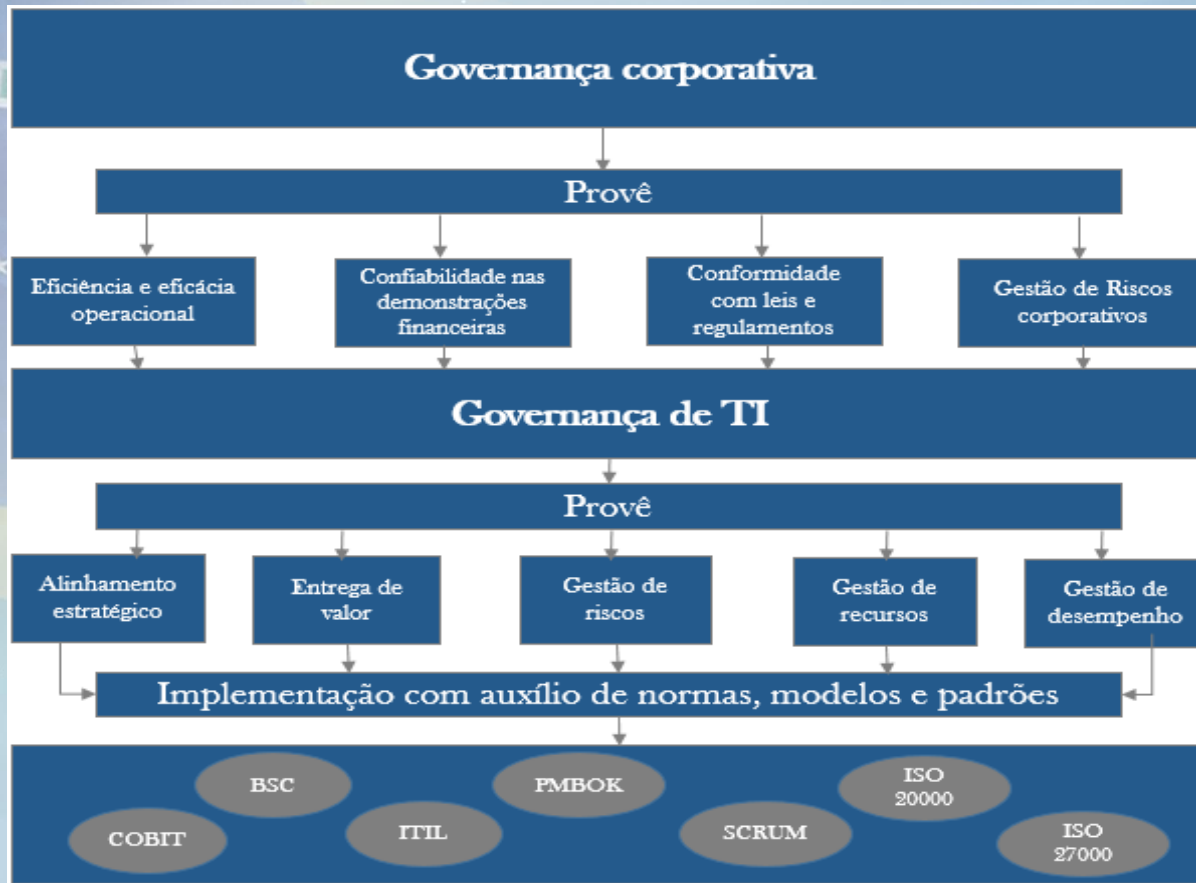 Governança corporativa
Provê
Eficiência e eficácia
operacional
Confiabilidade nas
demonstrações
financeiras
Conformidade
com leis e
regulamentos
Gestão de Riscos
corporativos
Governança de TI
Provê
Alinhamento
estratégico
Entrega de
valor
Gestão de
riscos
Gestão de
recursos
Gestão de
desempenho
Implementação com auxílio de normas, modelos e padrões
BSC
PMBOK
ISO
20000
COBIT
ITIL
SCRUM
ISO
27000